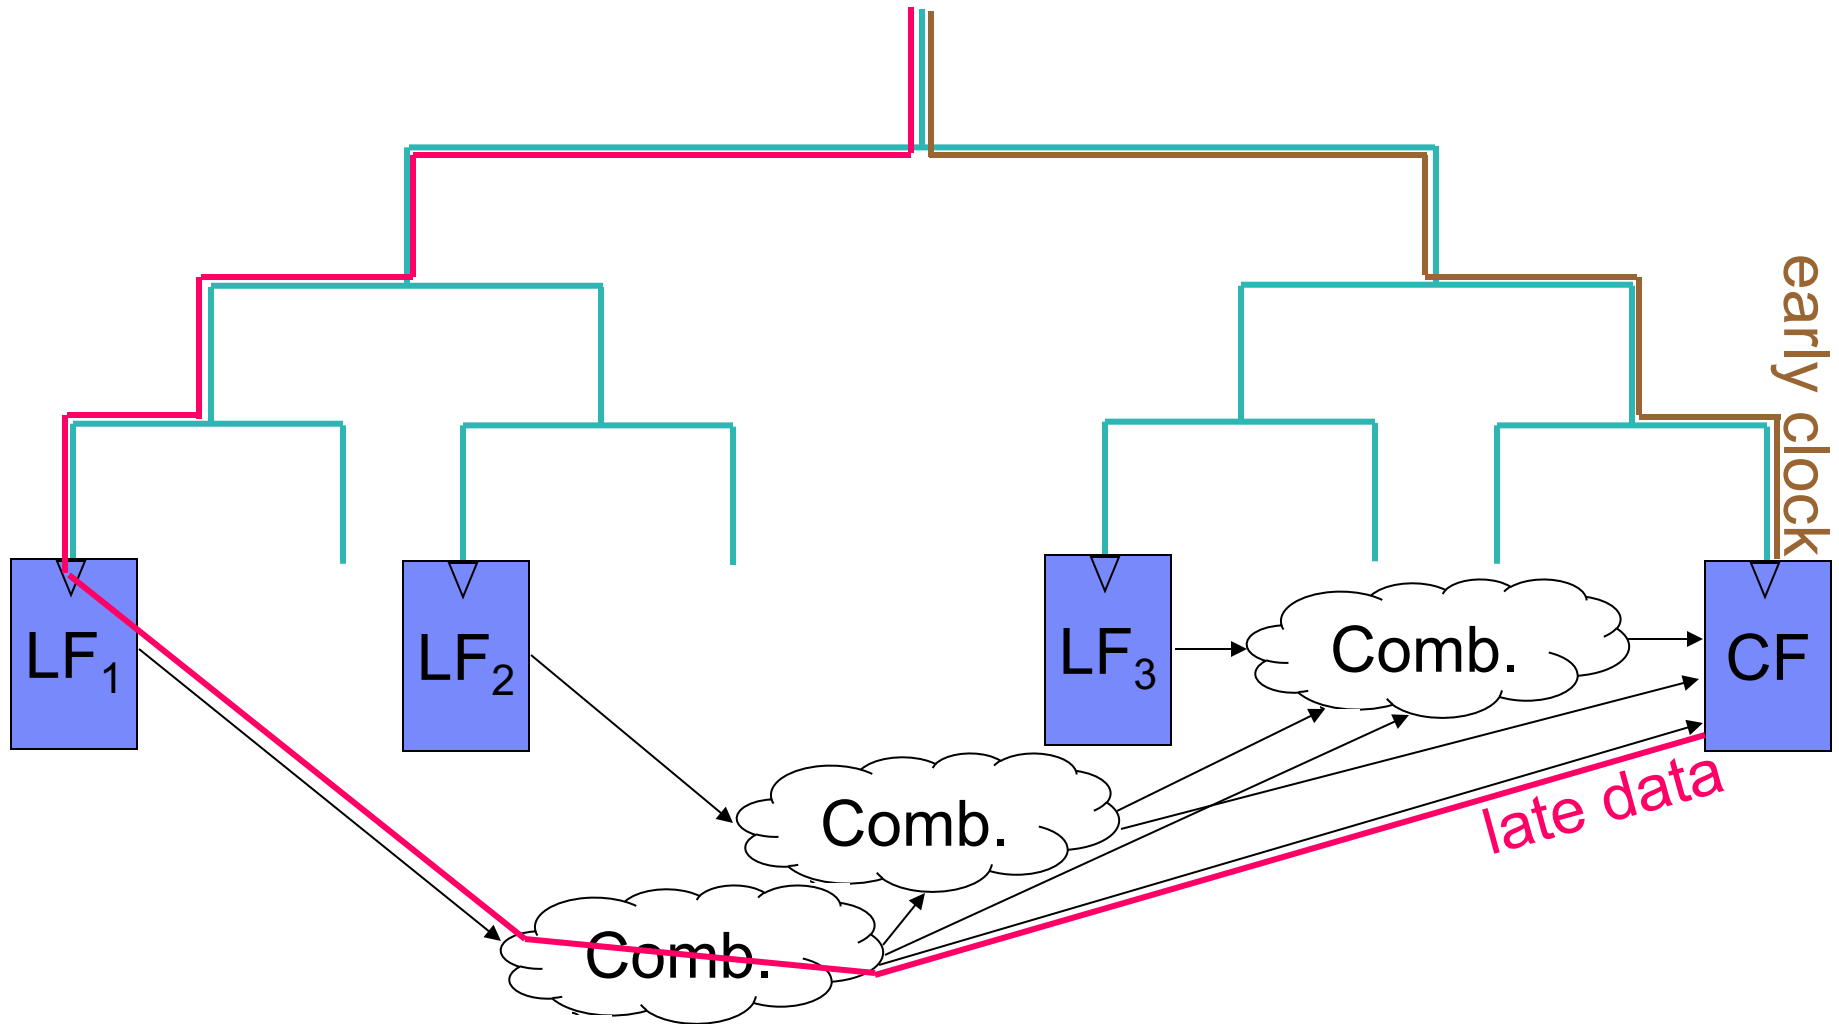 early clock
LF1
LF2
LF3
Comb.
CF
Comb.
late data
Comb.